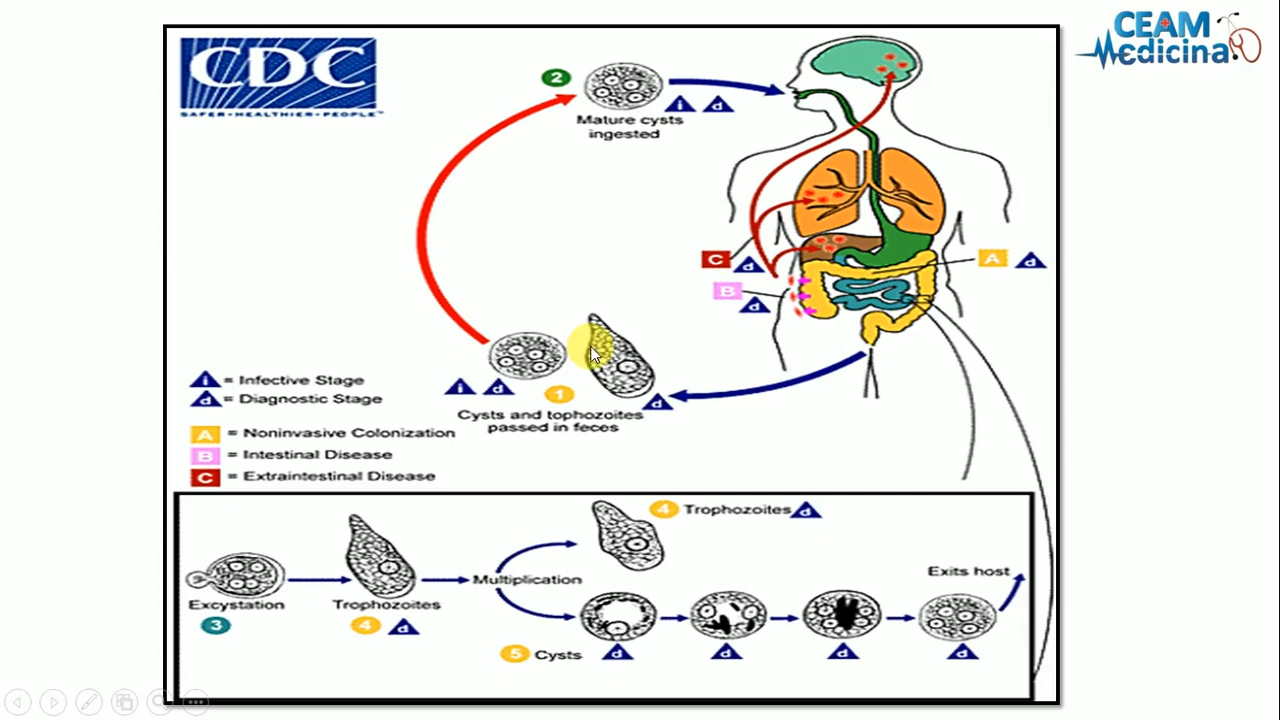 CEAM
Medicina
CDC
SAFER•HEALTHIER•PEOPLE™
2
Mature cysts
ingested
i d
C d
B d
A d
i d
1
d
Cysts and tophozoites
passed in feces
i = Infective Stage
d = Diagnostic Stage
A = Noninvasive Colonization
B = Intestinal Disease
C = Extraintestinal Disease
4 Trophozoites d
Multiplication
Exits host
Excystation
3
Trophozoites
4 d
5 Cysts d d d d